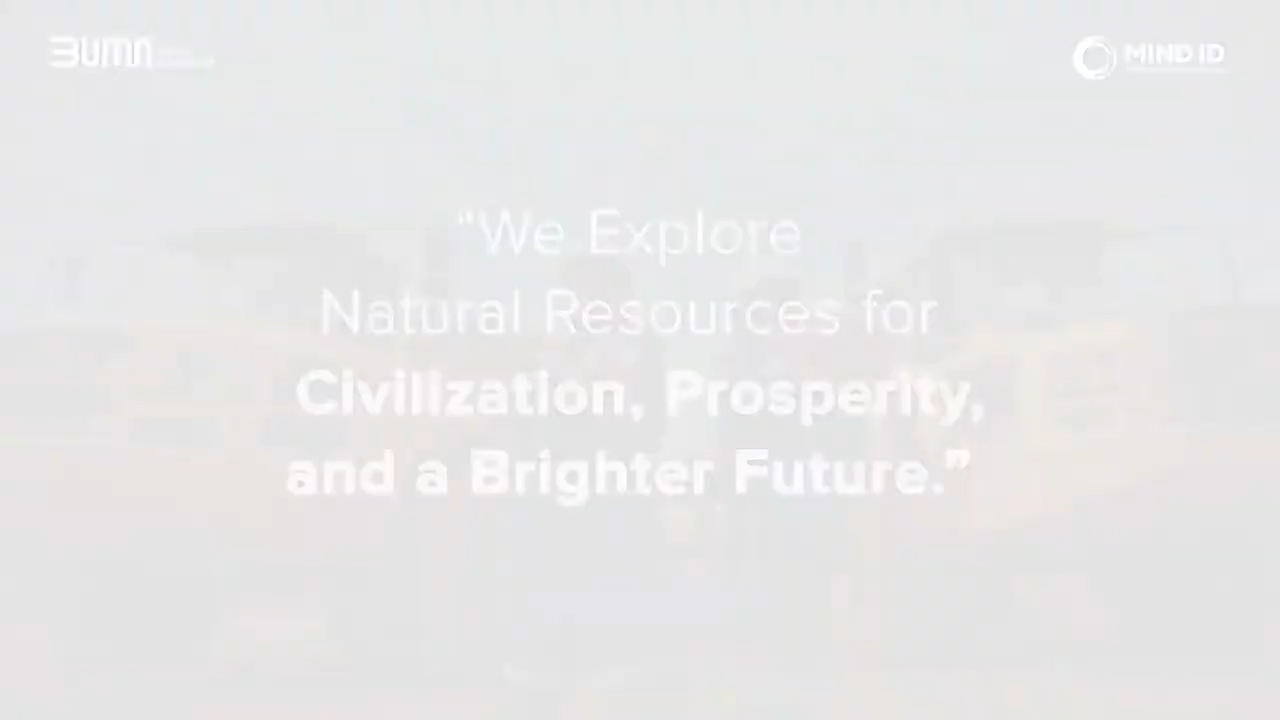 BUMN
MIND ID
“We Explore
Natural Resources for
Civilization, Prosperity,
and a Brighter Future.”